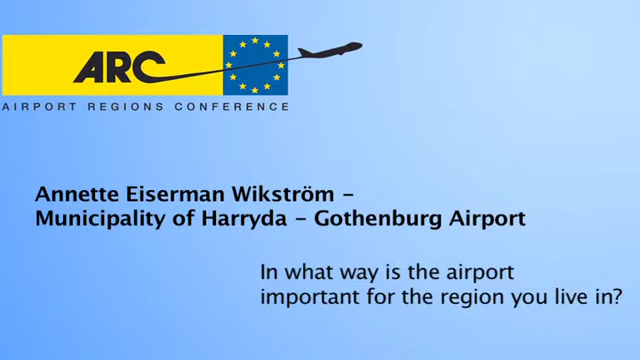 ARC
AIRPORT REGIONS CONFERENCE
Annette Eiserman Wikström -
Municipality of Harryda - Gothenburg Airport
In what way is the airport
important for the region you live in?